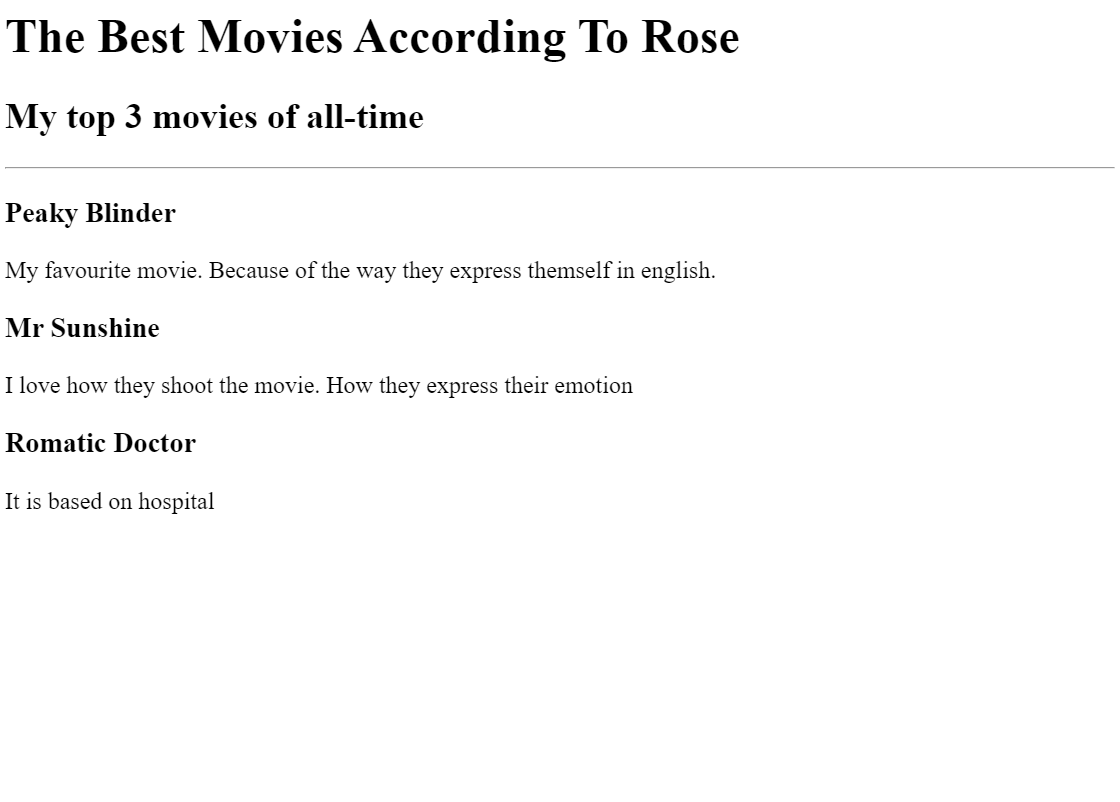 The Best Movies According To Rose
My top 3 movies of all-time
Peaky Blinder
My favourite movie. Because of the way they express themself in english.
Mr Sunshine
I love how they shoot the movie. How they express their emotion
Romatic Doctor
It is based on hospital